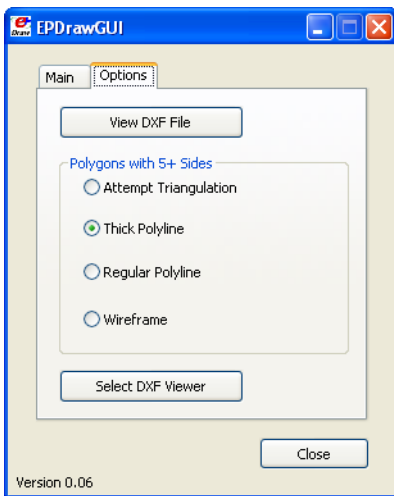 EPDrawGUI
Main Options
View DXF File
Polygons with 5+ Sides
Attempt Triangulation
Thick Polyline
Regular Polyline
Wireframe
Select DXF Viewer
Close
Version 0.06